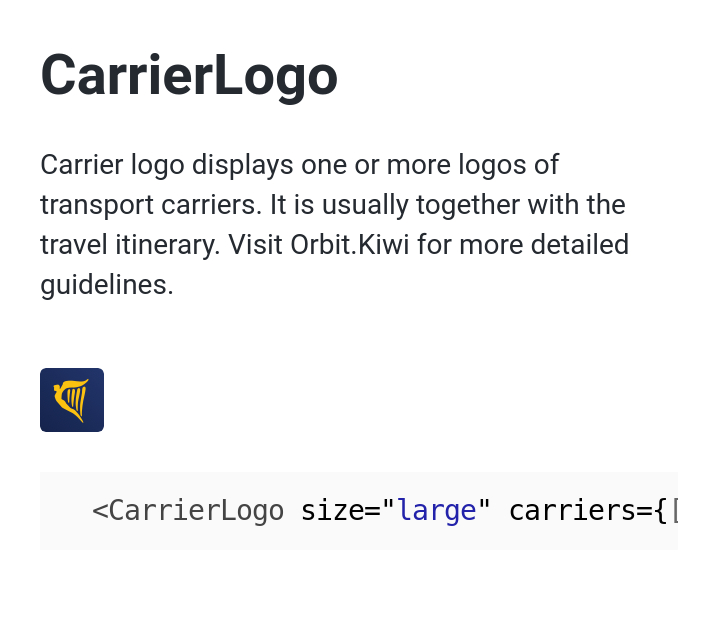 CarrierLogo
Carrier logo displays one or more logos of
transport carriers. It is usually together with the
travel itinerary. Visit Orbit.Kiwi for more detailed
guidelines.
<CarrierLogo size="large" carriers={[